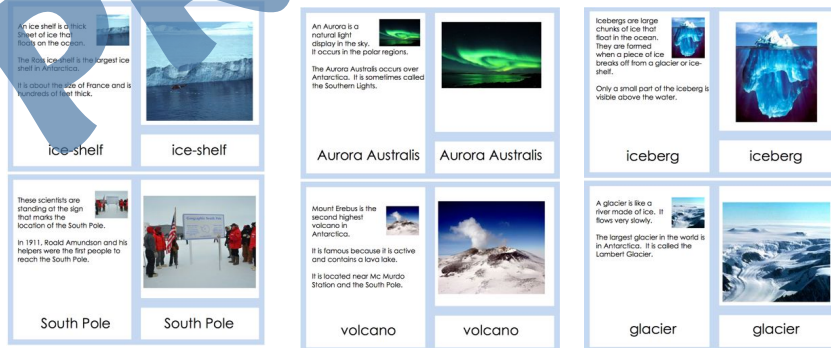 An ice shelf is a thick
Sheet of ice that
floats on the ocean.
The Ross ice-shelf is the largest ice
shelf in Antarctica.
It is about the size of France and is
hundreds of feet thick.
ice-shelf
ice-shelf
An Aurora is a
natural light
display in the sky.
It occurs in the polar regions.
The Aurora Australis occurs over
Antarctica. It is sometimes called
the Southern Lights.
Aurora Australis
Aurora Australis
Icebergs are large
chunks of ice that
float in the ocean.
They are formed
when a piece of ice
breaks off from a glacier or ice-
shelf.
Only a small part of the iceberg is
visible above the water.
iceberg
iceberg
These scientists are
standing at the sign
that marks the
location of the South Pole.
In 1911, Roald Amundson and his
helpers were the first people to
reach the South Pole.
South Pole
South Pole
Mount Erebus is the
second highest
volcano in
Antarctica.
It is famous because it is active
and contains a lava lake.
It is located near Mc Murdo
Station and the South Pole.
volcano
volcano
A glacier is like a
river made of ice. It
flows very slowly.
The largest glacier in the world is
in Antarctica. It is called the
Lambert Glacier.
glacier
glacier